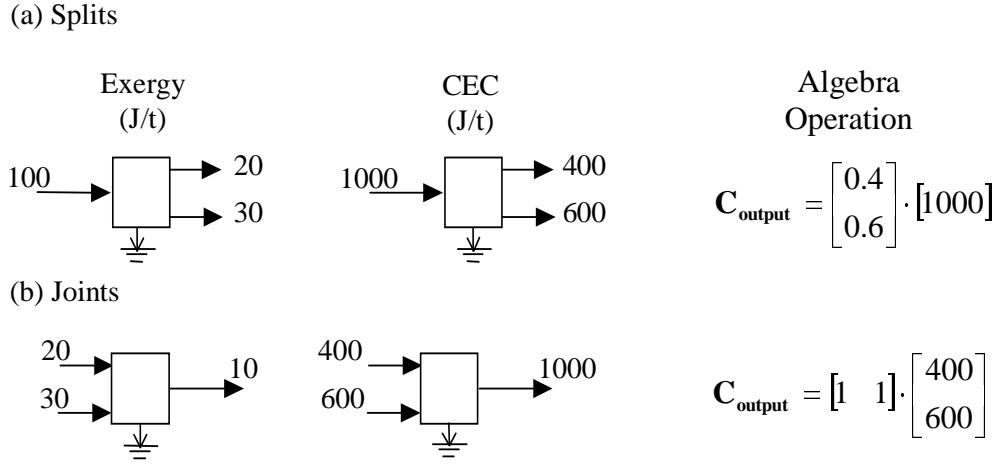 (a) Splits
Exergy
(J/t)
CEC
(J/t)
Algebra
Operation
100
20
30
1000
400
600
C_output = [0.4 0.6] · [1000]
(b) Joints
20
30
10
400
600
1000
C_output = [1 1] · [400 600]